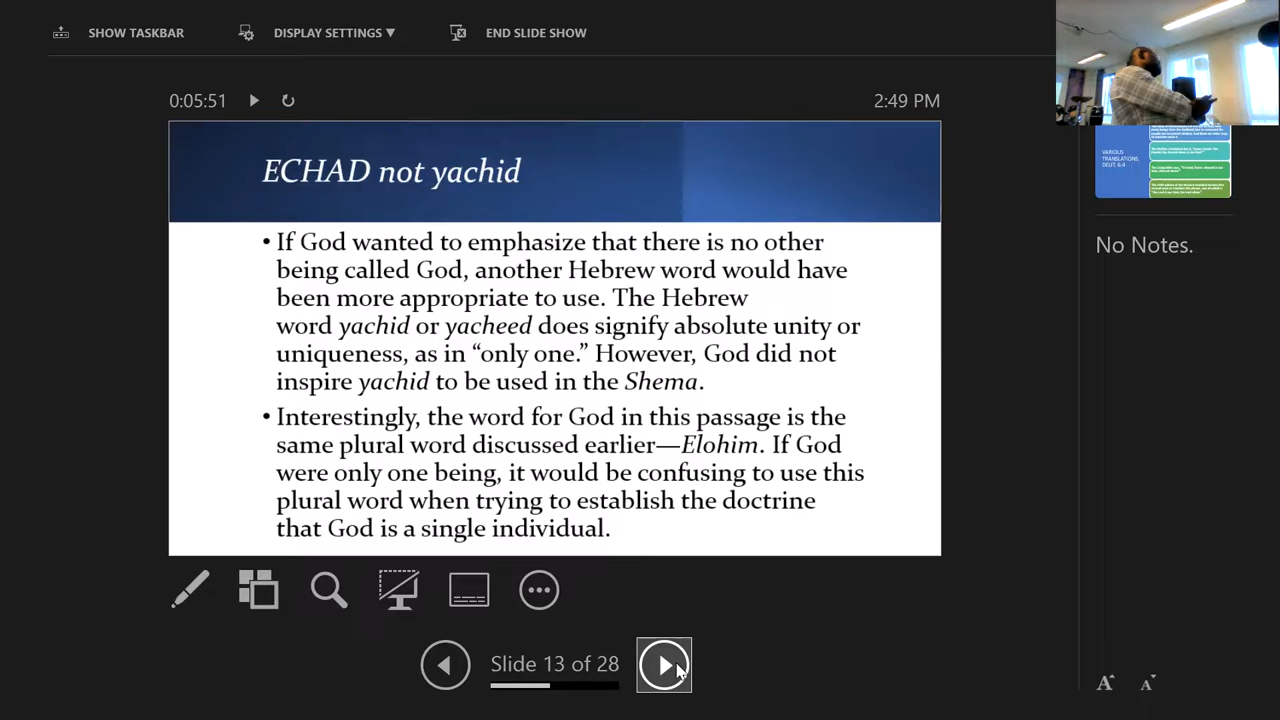 SHOW TASKBAR
DISPLAY SETTINGS ▼
END SLIDE SHOW
0:05:51
2:49 PM
ECHAD not yachid
• If God wanted to emphasize that there is no other
being called God, another Hebrew word would have
been more appropriate to use. The Hebrew
word yachid or yacheed does signify absolute unity or
uniqueness, as in “only one.” However, God did not
inspire yachid to be used in the Shema.
• Interestingly, the word for God in this passage is the
same plural word discussed earlier—Elohim. If God
were only one being, it would be confusing to use this
plural word when trying to establish the doctrine
that God is a single individual.
Slide 13 of 28
VARIOUS
TRANSLATIONS.
DEUT. 6:4
No Notes.
A A